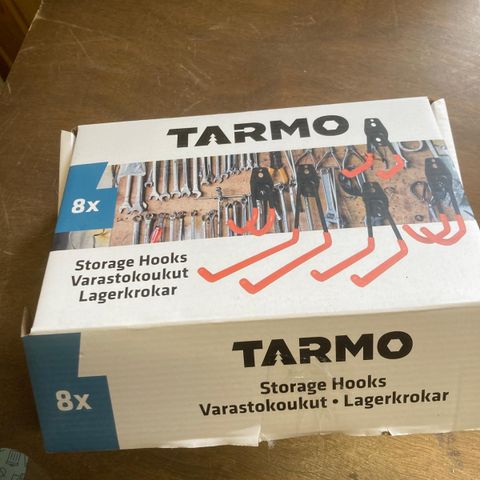 TARMO
8x
Storage Hooks
Varastokoukut
Lagerkrokar
TARMO
8x
Storage Hooks
Varastokoukut • Lagerkrokar